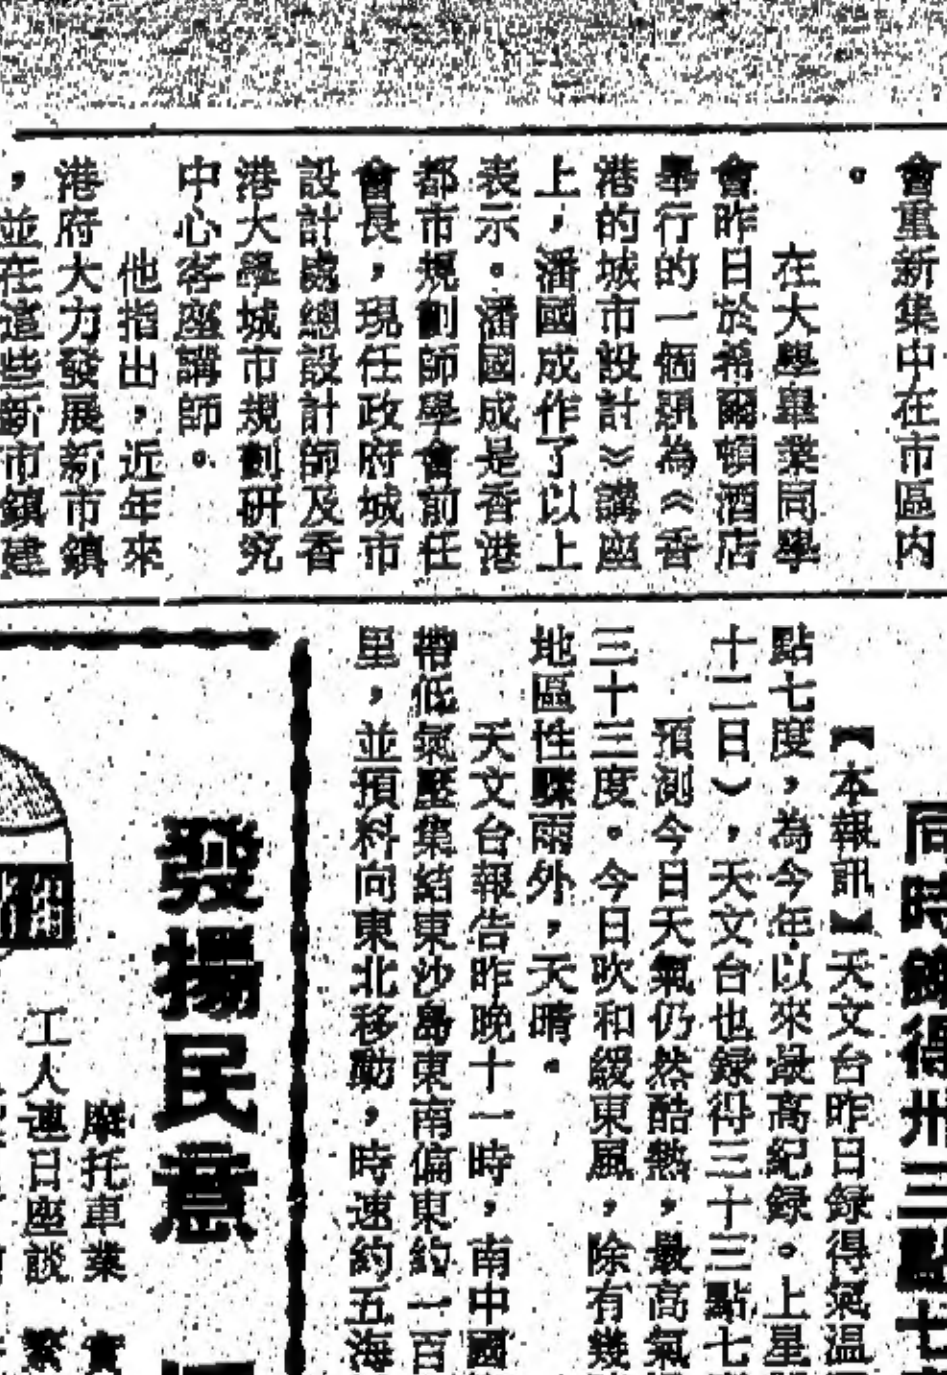 會重新集中在市區内
。
在大學畢業同學
會昨日於希爾頓酒店
舉行的一個題為《香
港的城市設計》講座
上，潘國成作了以上
表示。潘國成是香港
都市規劃師學會前任
會長，現任政府城市
設計處總設計師及香
港大學城市規劃研究
中心客座講師。
他指出，近年來
港府大力發展新市鎮
，並在這些新市鎮建
同時錄得卅三點七
【本報訊】天文台昨日録得氣温
點七度，為今年以來最高紀録。上星
十二日），天文台也録得三十三點七
預測今日天氣仍然酷熱，最高氣
三十三度。今日吹和緩東風，除有幾
地區性驟雨外，天晴。
天文台報告昨晚十一時，南中國
帶低氣壓集結東沙島東南偏東約一百
里，並預料向東北移動，時速約五海
發揚民意
摩托車業
工人連日座談